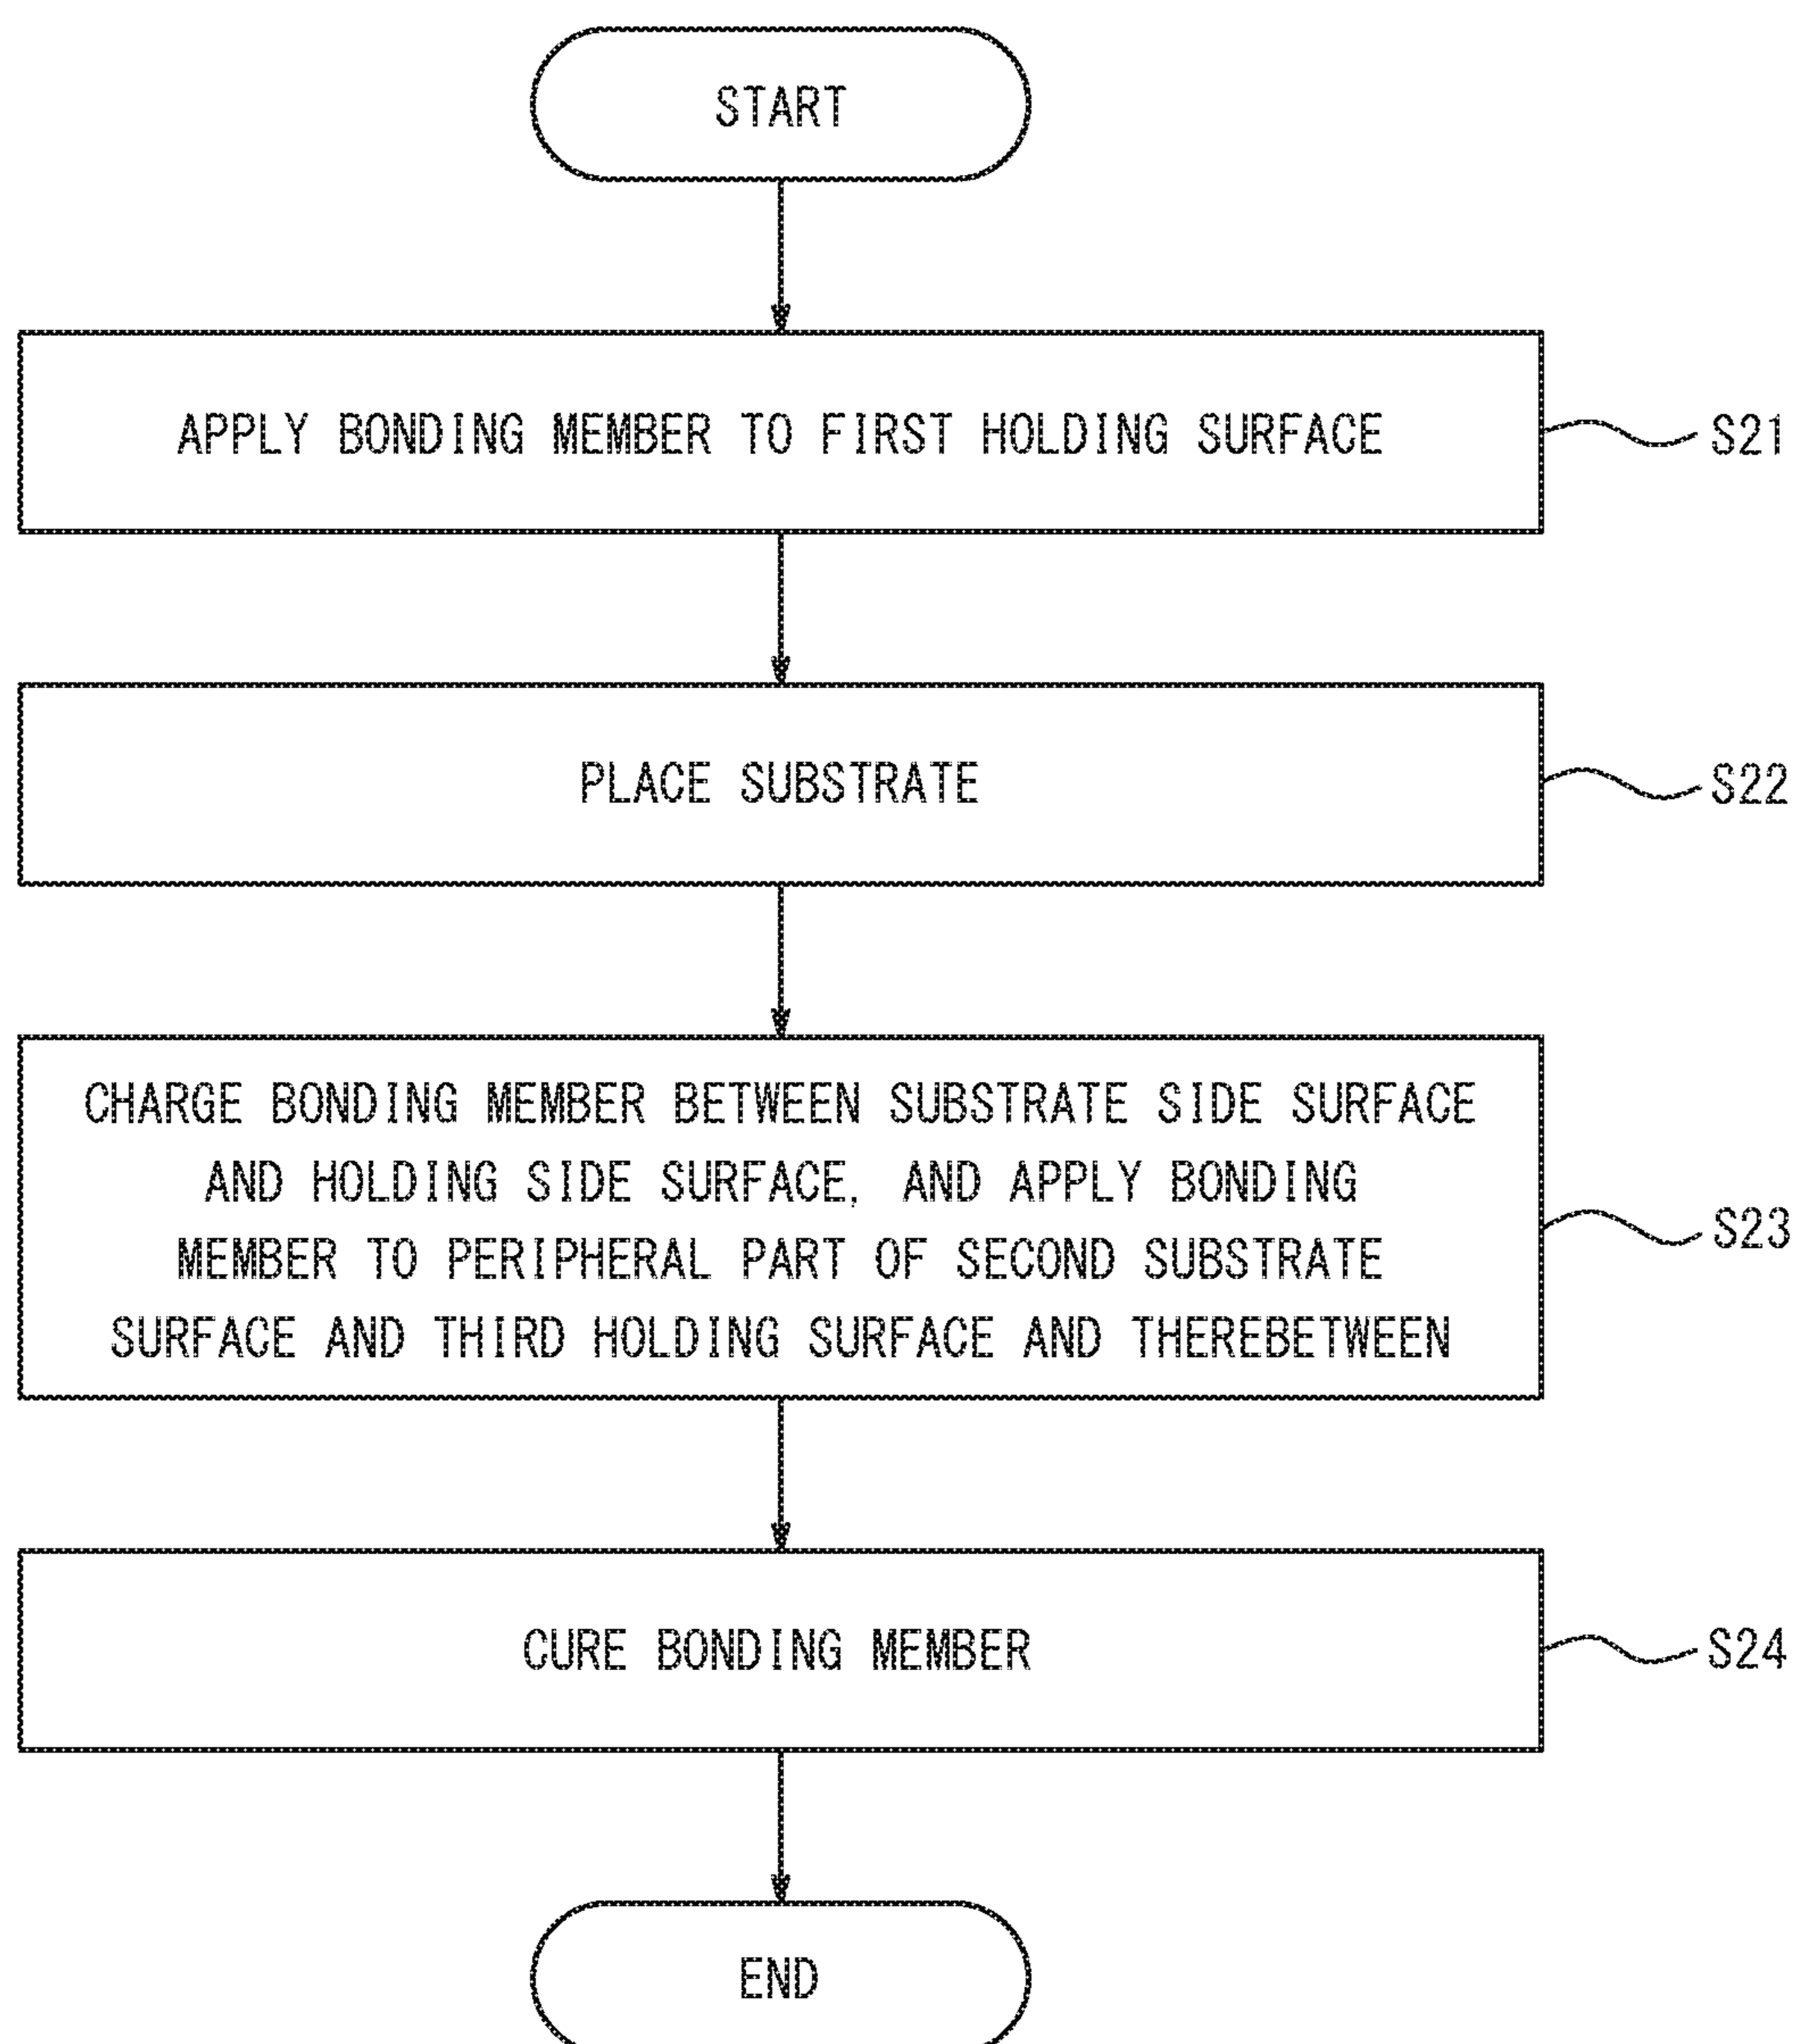 START
APPLY BONDING MEMBER TO FIRST HOLDING SURFACE
S21
PLACE SUBSTRATE
S22
CHARGE BONDING MEMBER BETWEEN SUBSTRATE SIDE SURFACE
AND HOLDING SIDE SURFACE, AND APPLY BONDING
MEMBER TO PERIPHERAL PART OF SECOND SUBSTRATE
SURFACE AND THIRD HOLDING SURFACE AND THEREBETWEEN
S23
CURE BONDING MEMBER
S24
END